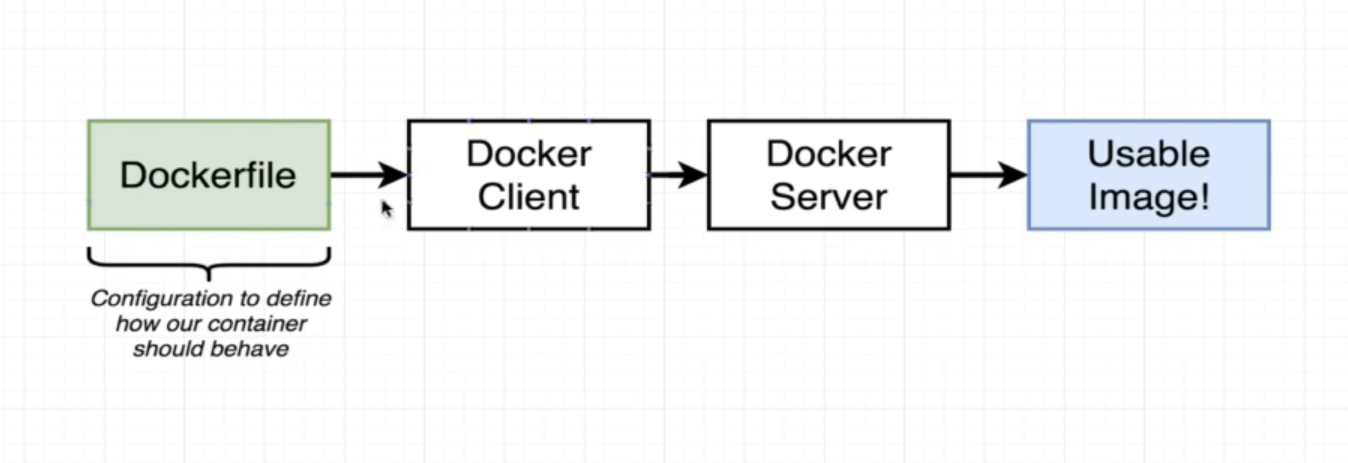 Dockerfile
Docker
Client
Docker
Server
Usable
Image!
Configuration to define
how our container
should behave